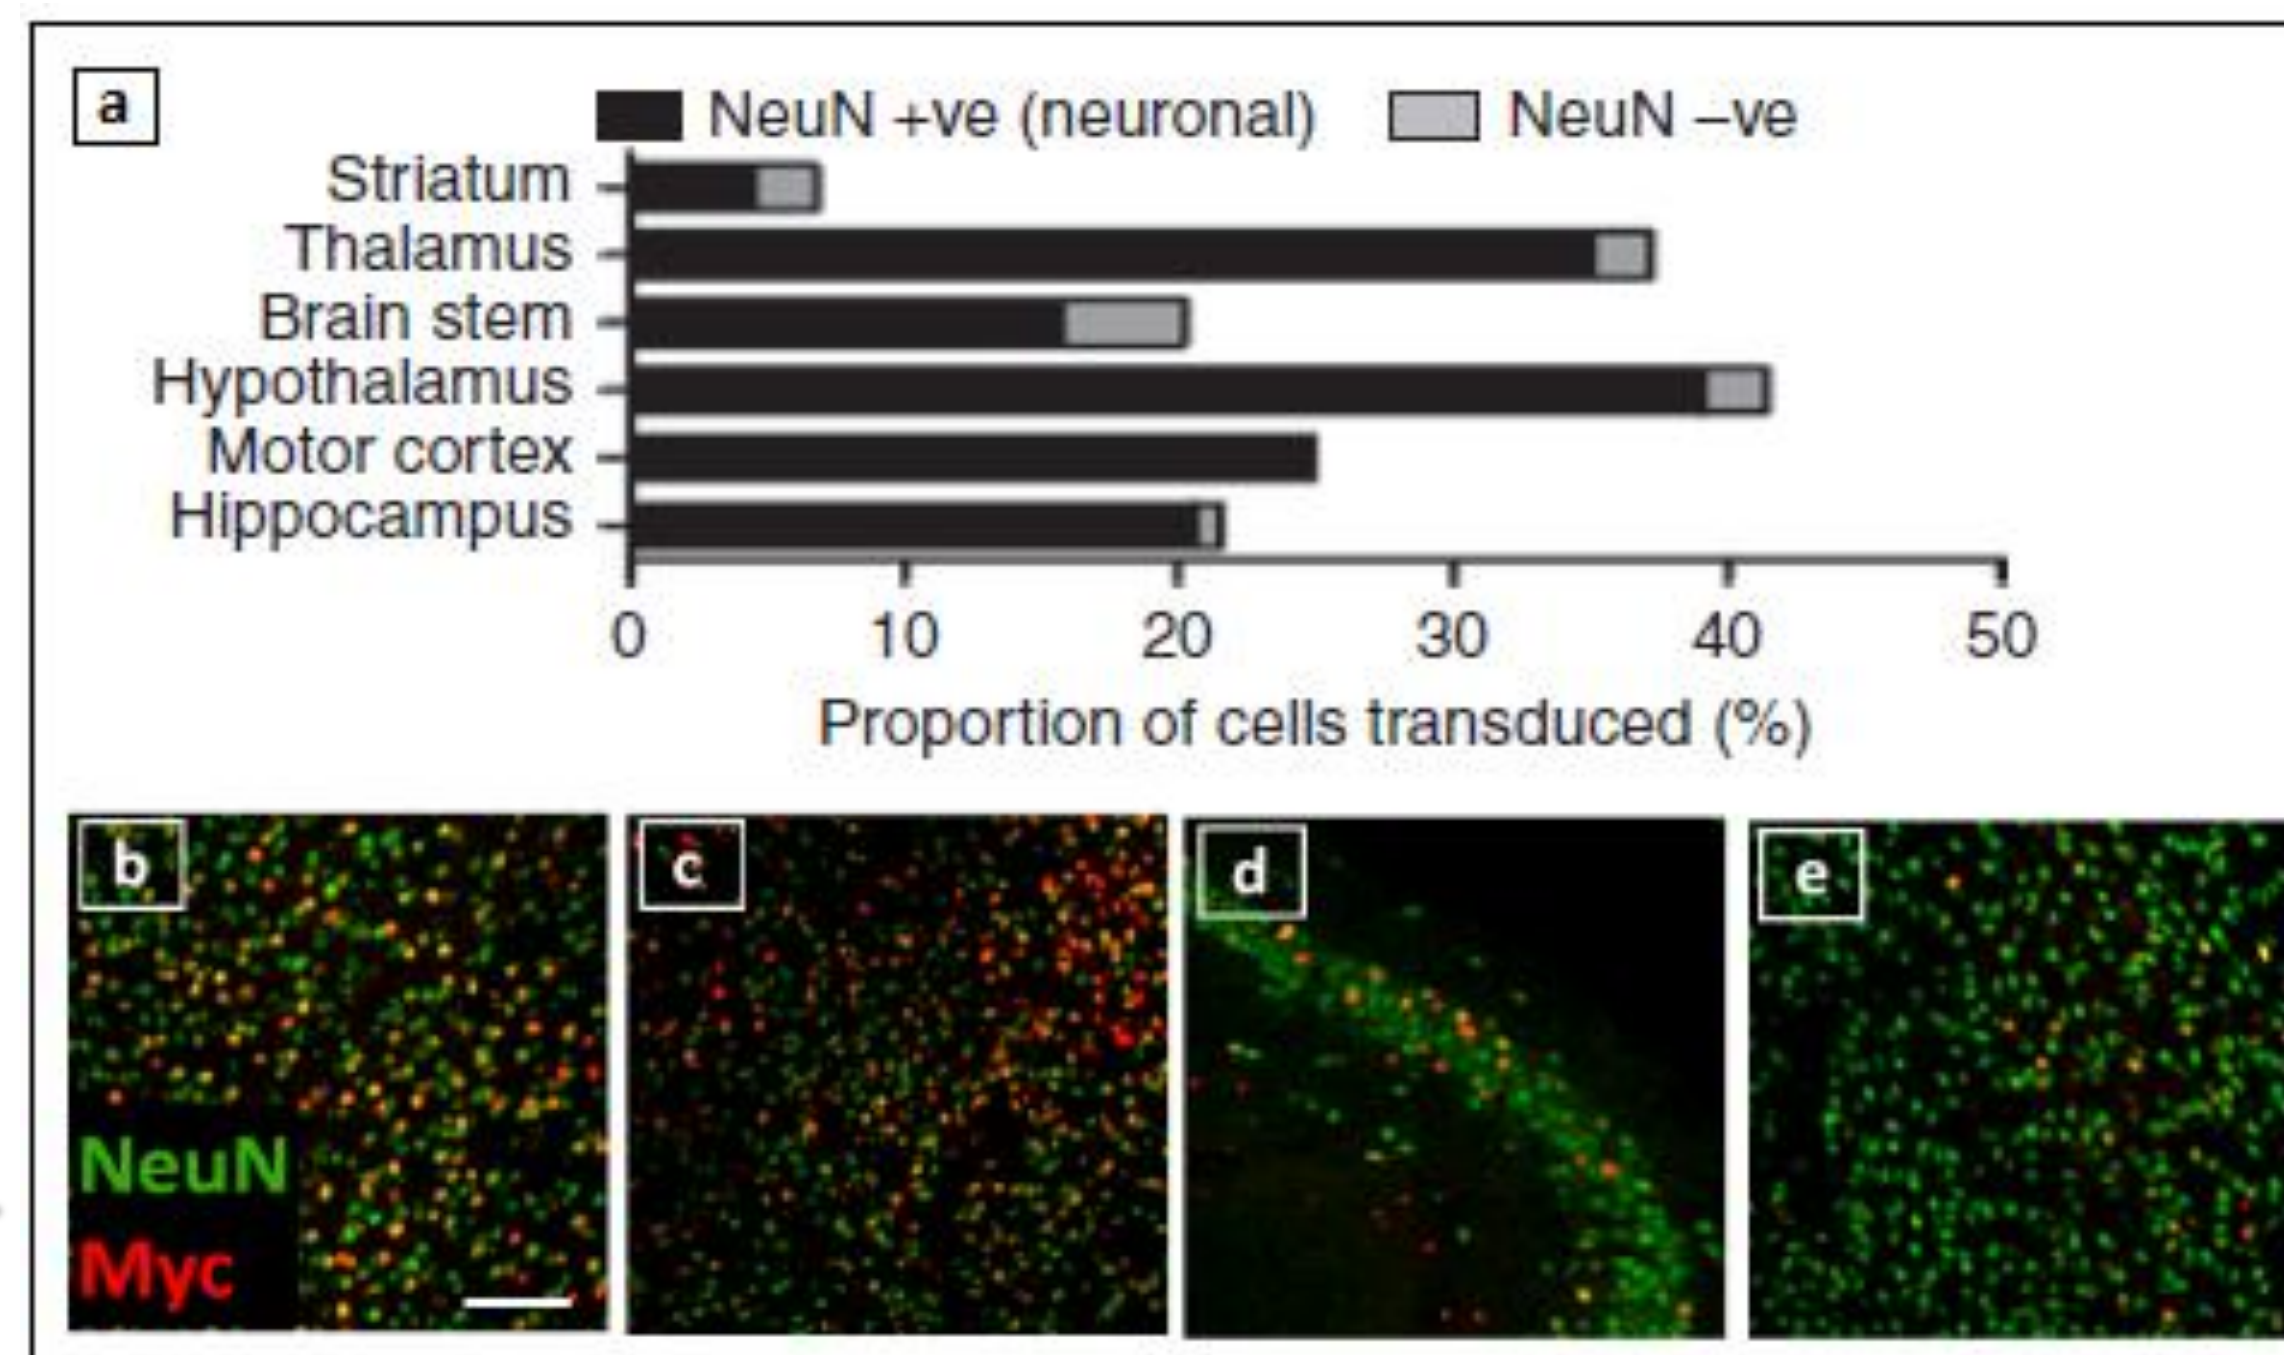 a
NeuN +ve (neuronal) NeuN –ve
Striatum
Thalamus
Brain stem
Hypothalamus
Motor cortex
Hippocampus
0 10 20 30 40 50
Proportion of cells transduced (%)
b c d e
NeuN
Myc